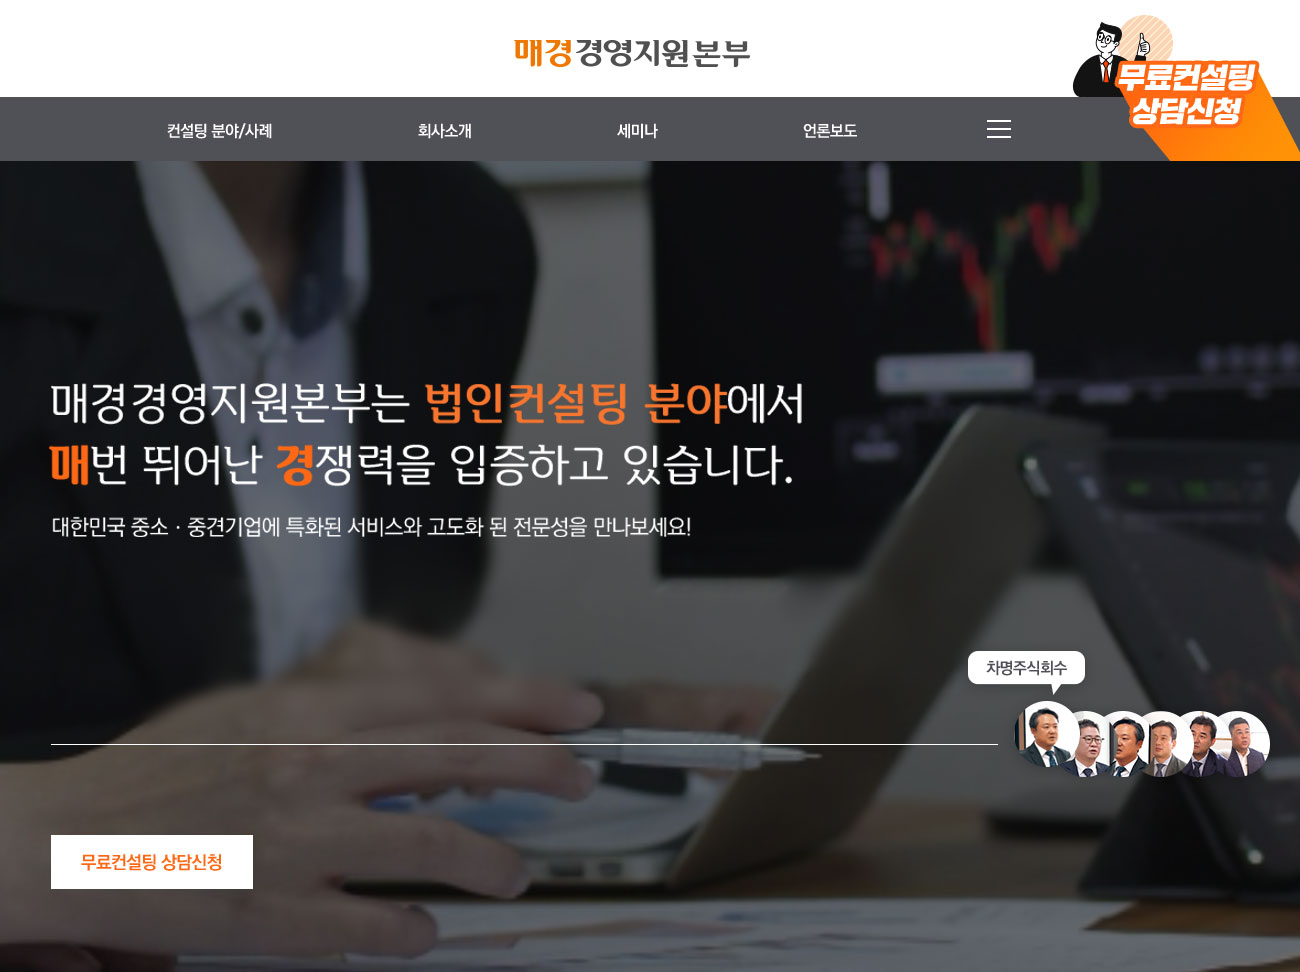 매경경영지원본부
무료컨설팅
상담신청
컨설팅 분야/사례
회사소개
세미나
언론보도
매경경영지원본부는 법인컨설팅 분야에서
매번 뛰어난 경쟁력을 입증하고 있습니다.
대한민국 중소 · 중견기업에 특화된 서비스와 고도화 된 전문성을 만나보세요!
차명주식회수
무료컨설팅 상담신청